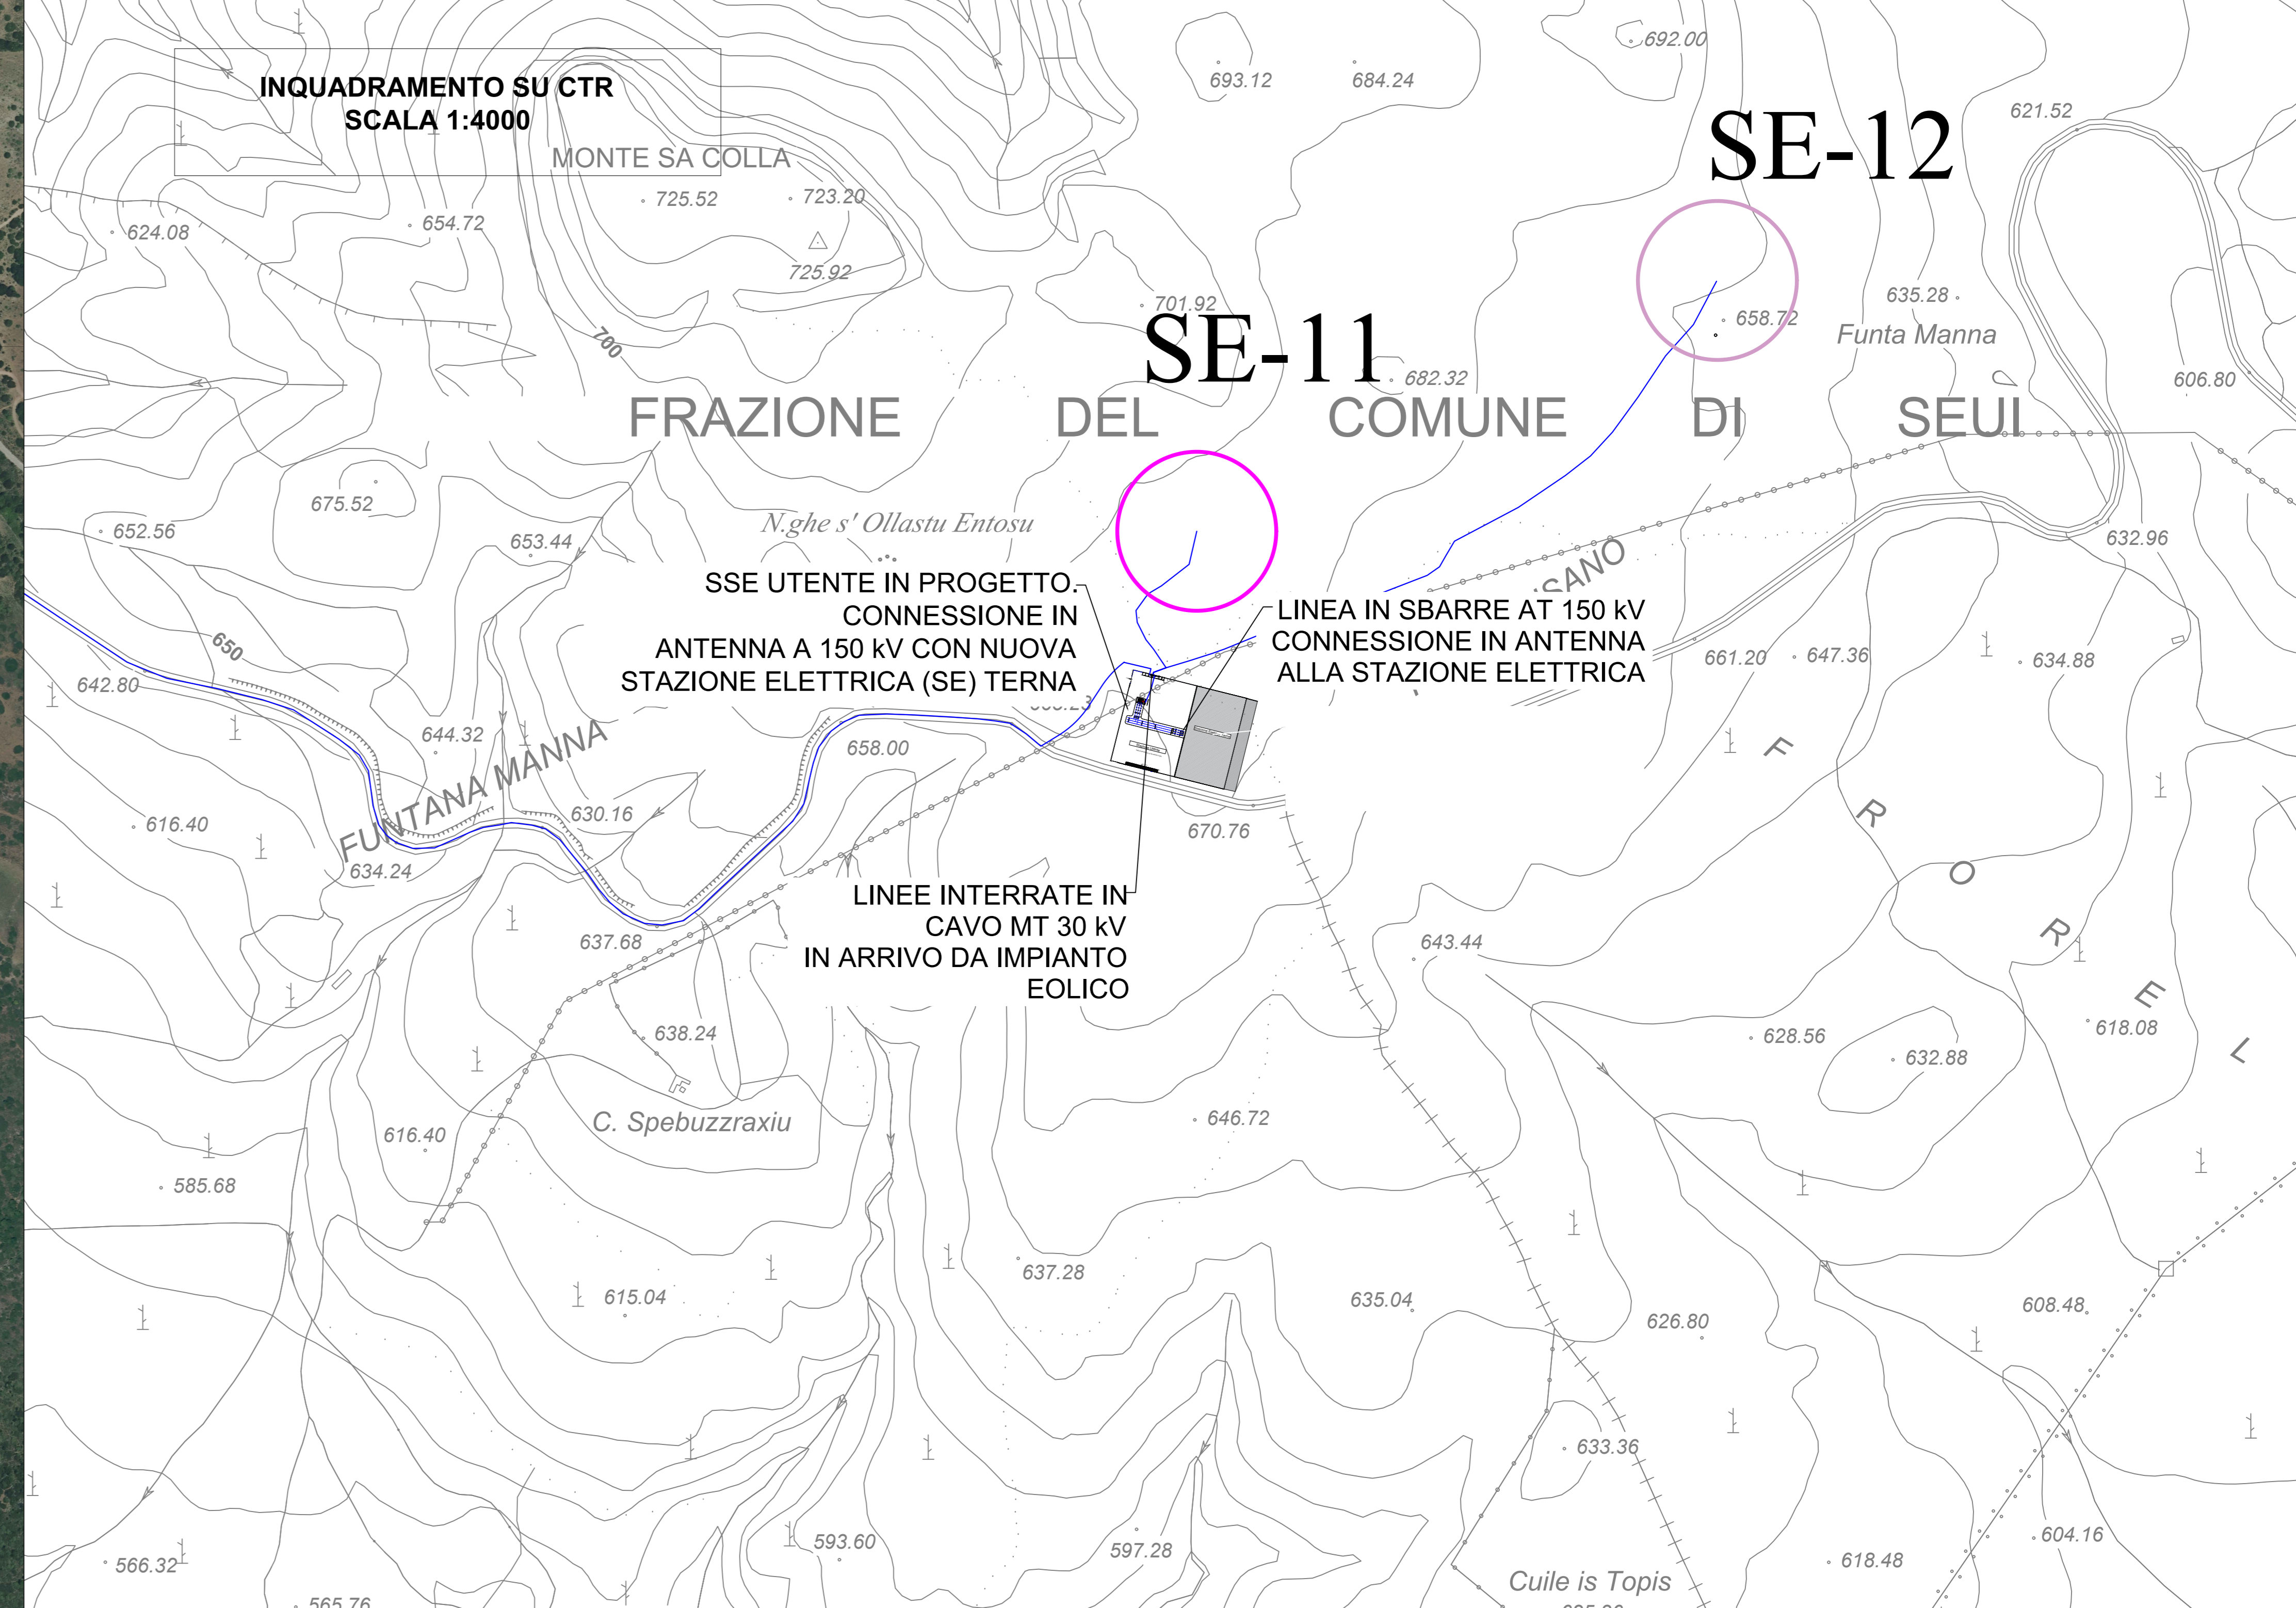 INQUADRAMENTO SU CTR
SCALA 1:4000
MONTE SA COLLA
725.52
723.20
725.92
624.08
654.72
693.12
684.24
692.00
621.52
SE-12
701.92
SE-11
658.72
635.28
Funta Manna
606.80
682.32
700
FRAZIONE DEL COMUNE DI SEUI
675.52
652.56
653.44
N.ghe s' Ollastu Entosu
632.96
SSE UTENTE IN PROGETTO.
CONNESSIONE IN
ANTENNA A 150 kV CON NUOVA
STAZIONE ELETTRICA (SE) TERNA
LINEA IN SBARRE AT 150 kV
CONNESSIONE IN ANTENNA
ALLA STAZIONE ELETTRICA
650
642.80
661.20
647.36
634.88
644.32
FUNTANA MANNA
658.00
616.40
630.16
634.24
670.76
F R O R E L
LINEE INTERRATE IN
CAVO MT 30 kV
IN ARRIVO DA IMPIANTO
EOLICO
637.68
643.44
638.24
628.56
632.88
618.08
C. Spebuzzraxiu
616.40
646.72
585.68
637.28
615.04
635.04
626.80
608.48
633.36
593.60
597.28
566.32
618.48
604.16
Cuile is Topis
565.76